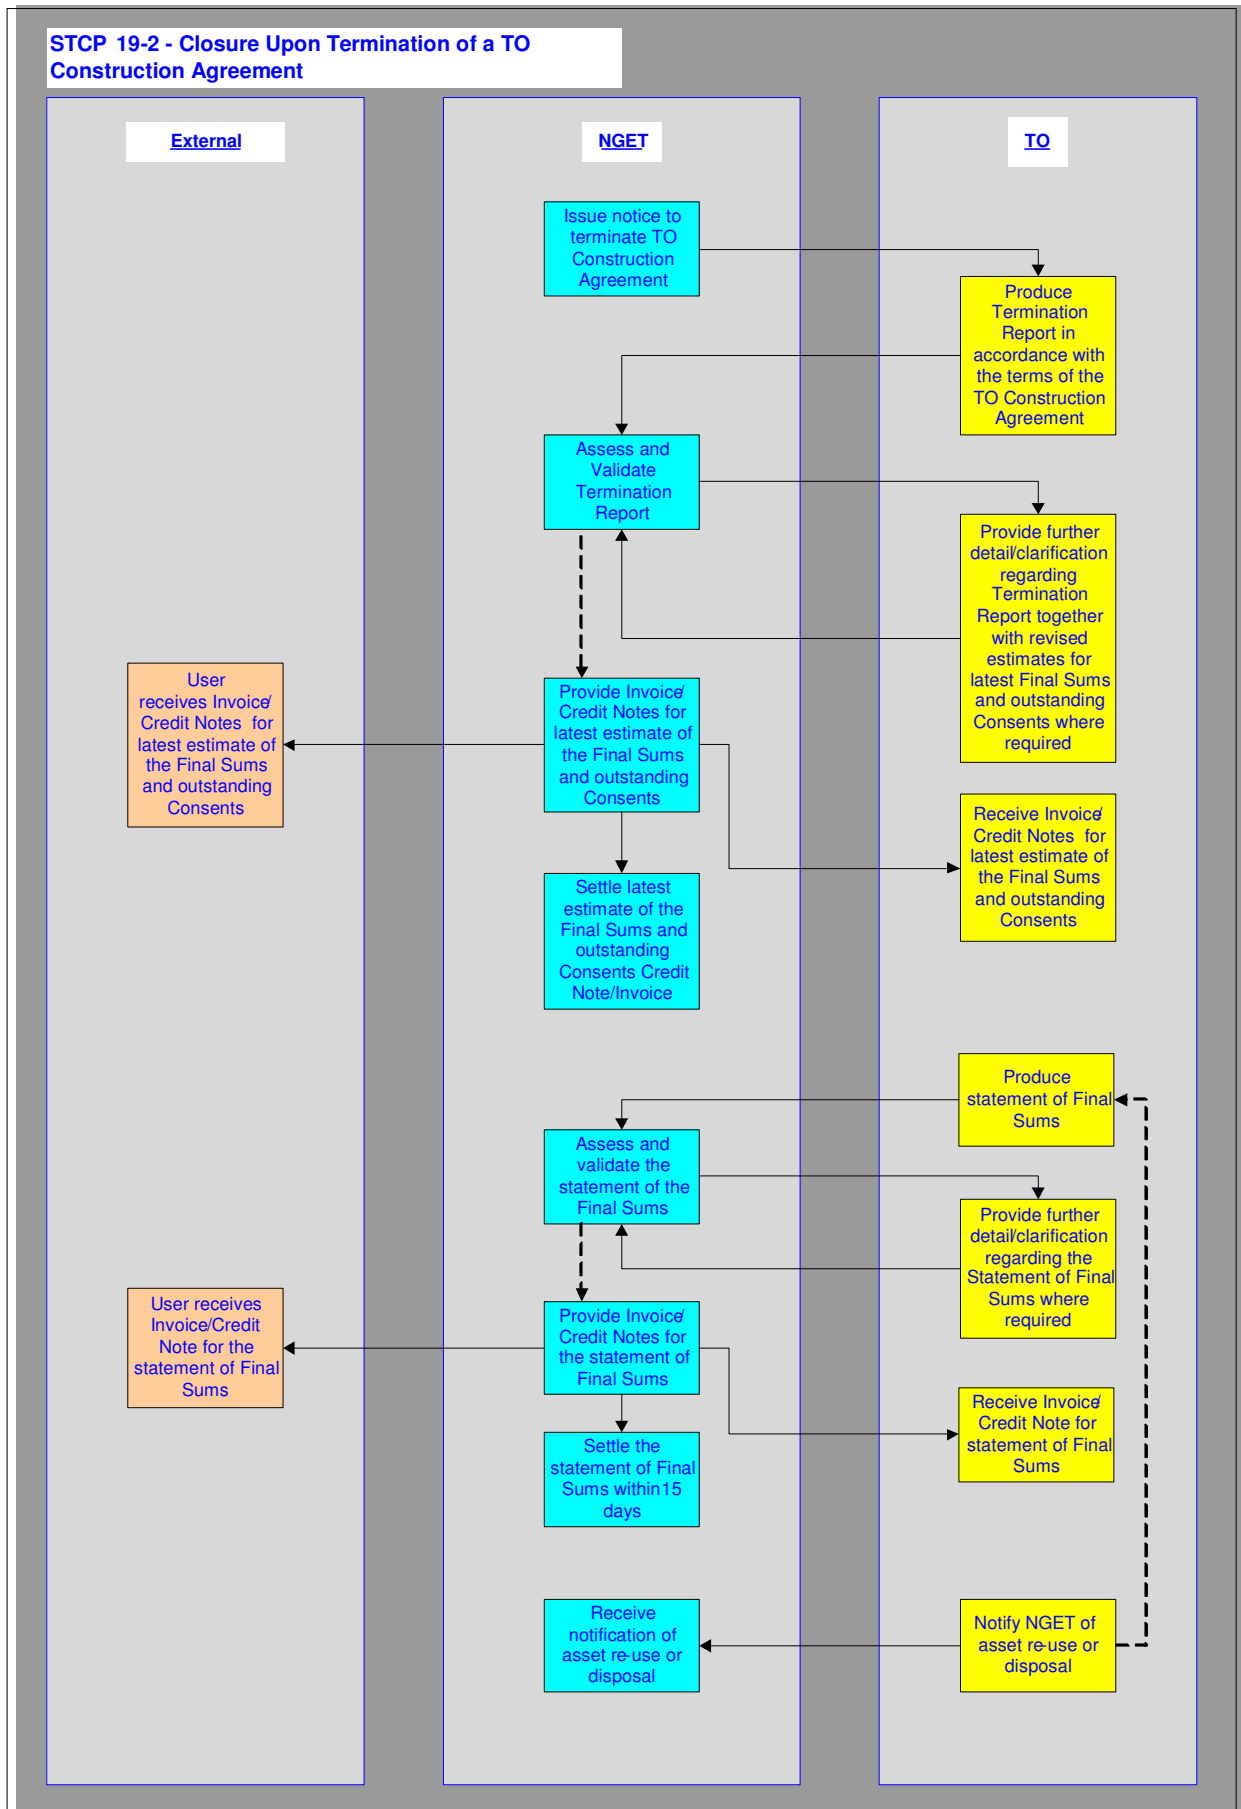 STCP 19-2 - Closure Upon Termination of a TO
Construction Agreement
External
NGET
TO
Issue notice to
terminate TO
Construction
Agreement
Produce
Termination
Report in
accordance with
the terms of the
TO Construction
Agreement
Assess and
Validate
Termination
Report
Provide further
detail/clarification
regarding
Termination
Report together
with revised
estimates for
latest Final Sums
and outstanding
Consents where
required
User
receives Invoice/
Credit Notes for
latest estimate of
the Final Sums
and outstanding
Consents
Provide Invoice/
Credit Notes for
latest estimate of
the Final Sums
and outstanding
Consents
Receive Invoice/
Credit Notes for
latest estimate of
the Final Sums
and outstanding
Consents
Settle latest
estimate of the
Final Sums and
outstanding
Consents Credit
Note/Invoice
Produce
statement of Final
Sums
Assess and
validate the
statement of the
Final Sums
Provide further
detail/clarification
regarding the
Statement of Final
Sums where
required
User receives
Invoice/Credit
Note for the
statement of Final
Sums
Provide Invoice/
Credit Notes for
the statement of
Final Sums
Receive Invoice/
Credit Note for
statement of Final
Sums
Settle the
statement of Final
Sums within 15
days
Receive
notification of
asset re-use or
disposal
Notify NGET of
asset re-use or
disposal